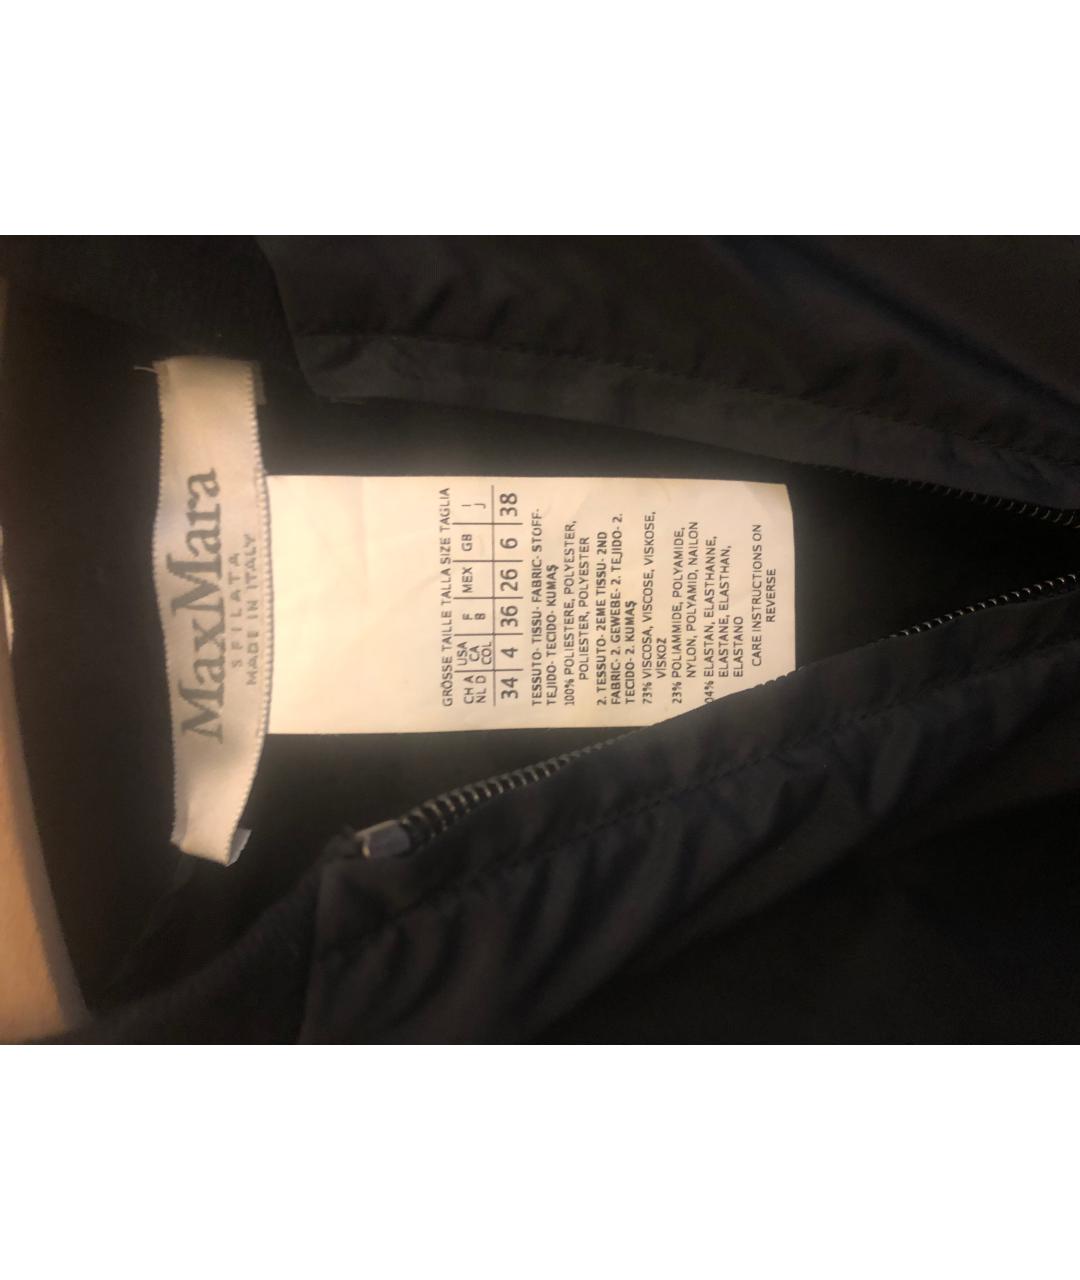 MaxMara
SFILATA
MADE IN ITALY
GRÖSSE TAILLE TALLA SIZE TAGLIA
CH A USA F MEX GB I
NL D CA B J
COL
34 4 36 26 6 38
TESSUTO- TISSU- FABRIC- STOFF-
TEJIDO- TECIDO- KUMAŞ
100% POLIESTERE, POLYESTER,
POLIESTER, POLYESTER
2. TESSUTO- 2EME TISSU- 2ND
FABRIC- 2. GEWEBE- 2. TEJIDO- 2.
TECIDO- 2. KUMAŞ
73% VISCOSA, VISCOSE, VISKOSE,
VISKOZ
23% POLIAMMIDE, POLYAMIDE,
NYLON, POLYAMID, NAILON
04% ELASTAN, ELASTHANNE,
ELASTANE, ELASTHAN,
ELASTANO
CARE INSTRUCTIONS ON
REVERSE